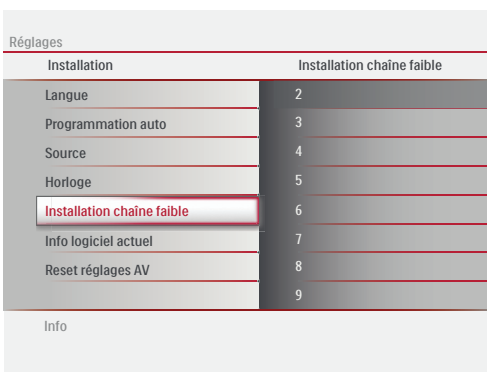 Réglages
Installation
Installation chaîne faible
Langue
2
Programmation auto
3
Source
4
Horloge
5
Installation chaîne faible
6
Info logiciel actuel
7
Reset réglages AV
8
9
Info